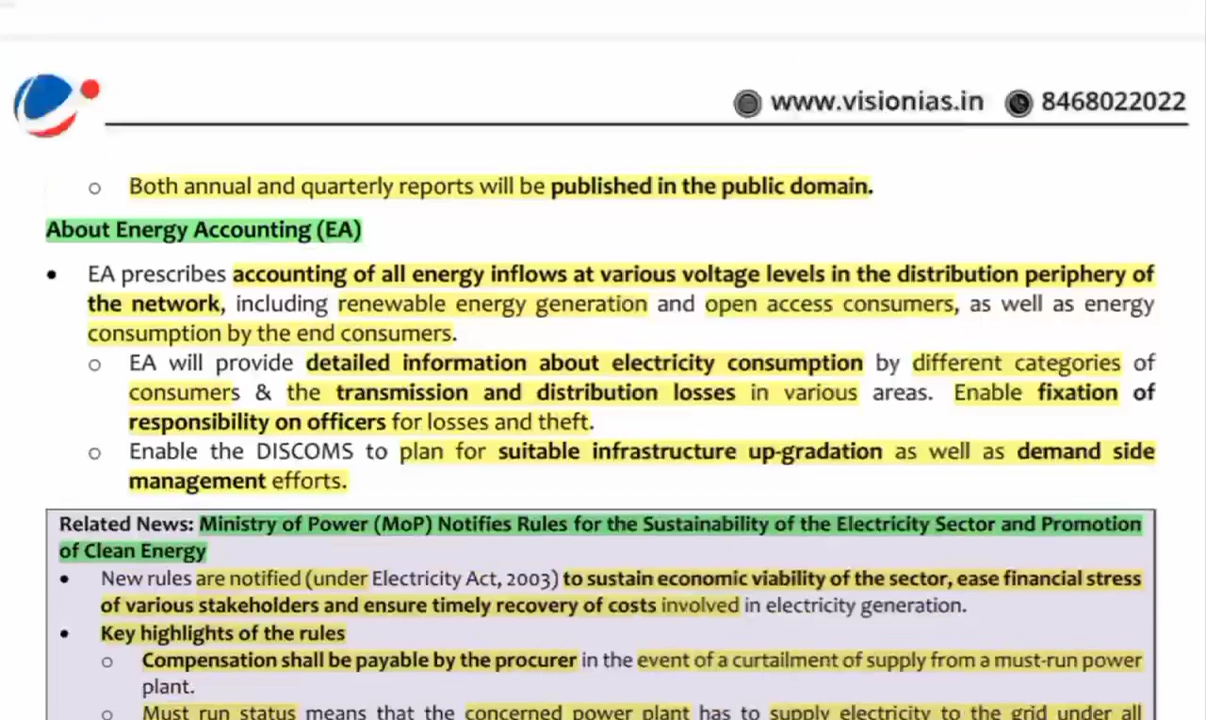 www.visionias.in 8468022022
○ Both annual and quarterly reports will be published in the public domain.
About Energy Accounting (EA)
• EA prescribes accounting of all energy inflows at various voltage levels in the distribution periphery of
the network, including renewable energy generation and open access consumers, as well as energy
consumption by the end consumers.
○ EA will provide detailed information about electricity consumption by different categories of
consumers & the transmission and distribution losses in various areas. Enable fixation of
responsibility on officers for losses and theft.
○ Enable the DISCOMS to plan for suitable infrastructure up-gradation as well as demand side
management efforts.
Related News: Ministry of Power (MoP) Notifies Rules for the Sustainability of the Electricity Sector and Promotion
of Clean Energy
• New rules are notified (under Electricity Act, 2003) to sustain economic viability of the sector, ease financial stress
of various stakeholders and ensure timely recovery of costs involved in electricity generation.
• Key highlights of the rules
○ Compensation shall be payable by the procurer in the event of a curtailment of supply from a must-run power
plant.
○ Must run status means that the concerned power plant has to supply electricity to the grid under all